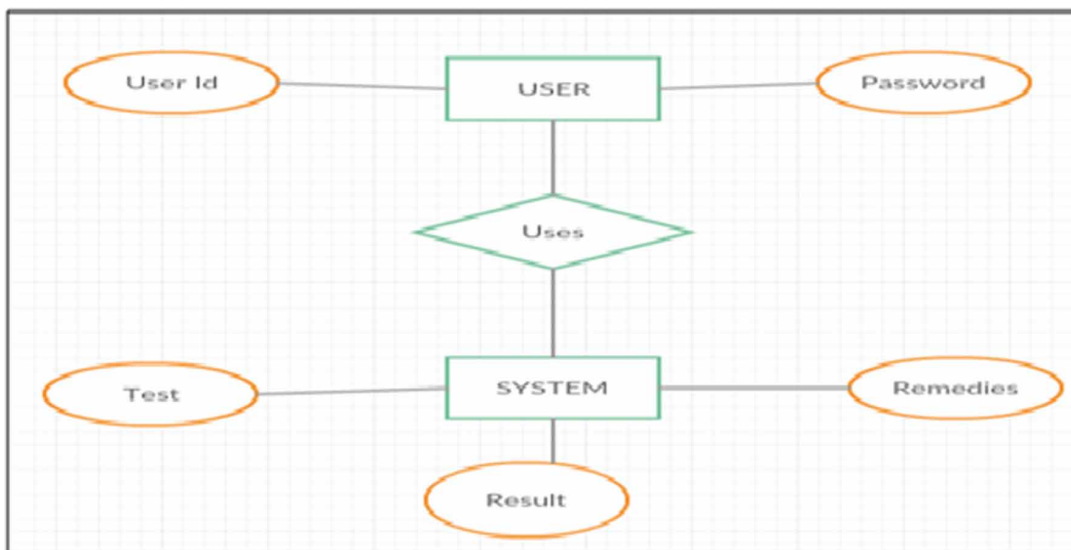 User Id
USER
Password
Uses
Test
SYSTEM
Remedies
Result